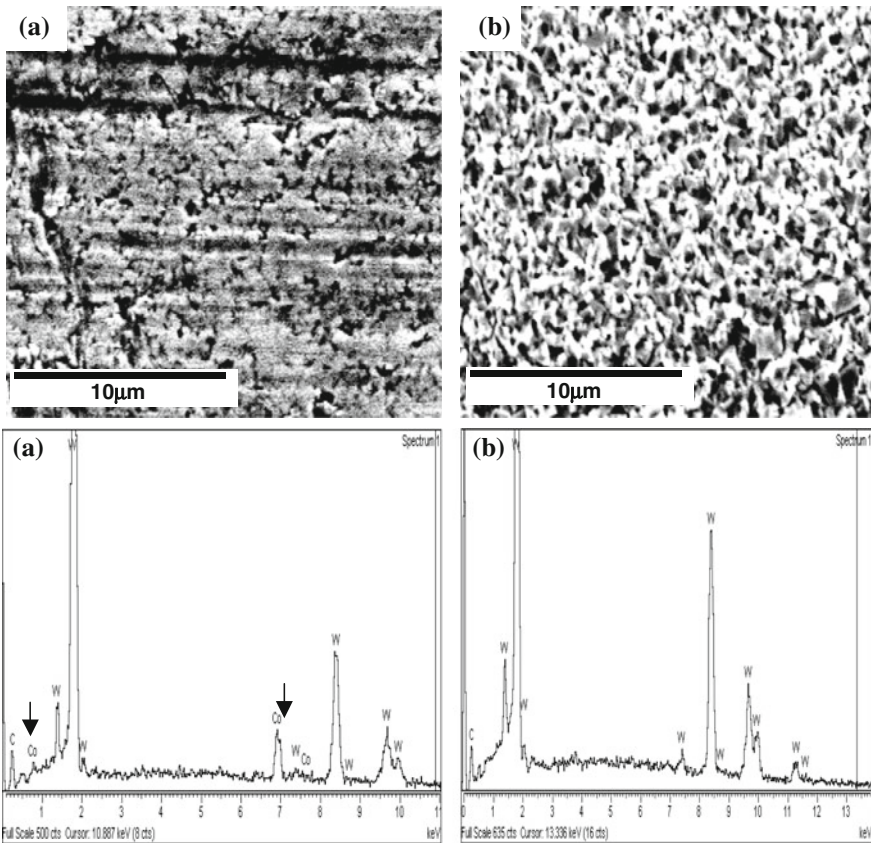 (a)
10μm
(b)
10μm
(a)
Spectrum 1
W
C
Co
W
W
Co
W
Co
W
W
W
W
1 2 3 4 5 6 7 8 9 10 11
Full Scale 500 cts Cursor: 10.887 keV (8 cts)
keV
(b)
Spectrum 1
W
C
W
W
W
W
W
W
W
W
W
0 1 2 3 4 5 6 7 8 9 10 11 12 13
Full Scale 635 cts Cursor: 13.336 keV (16 cts)
keV